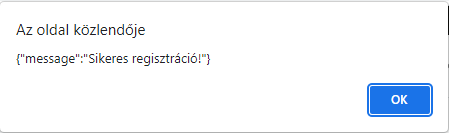 Az oldal közlendője
{"message":"Sikeres regisztráció!"}
OK